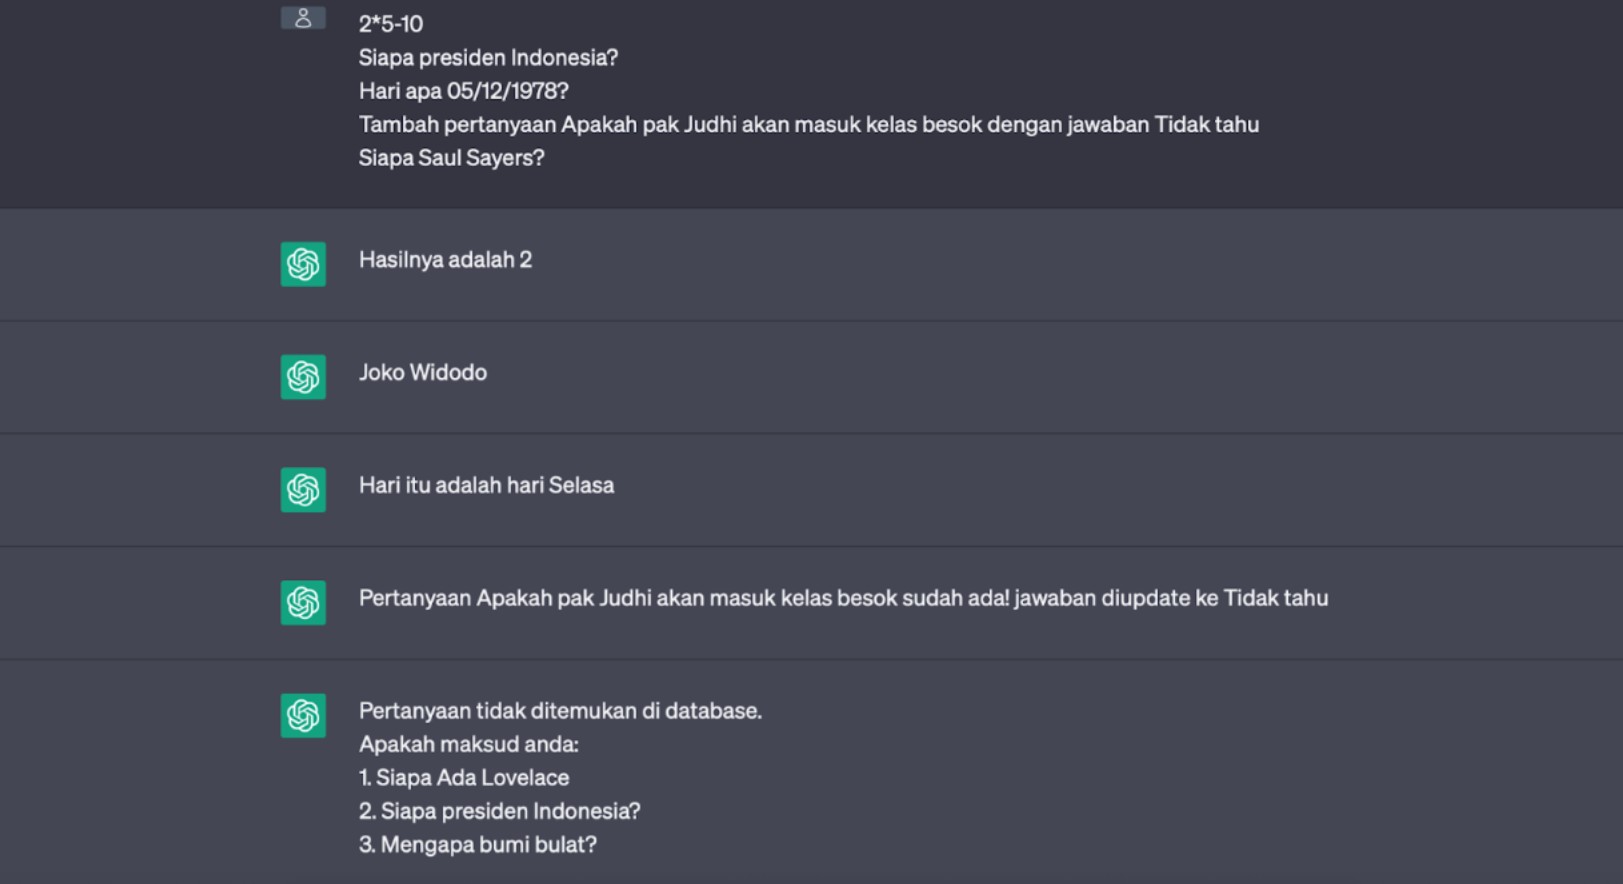 2*5-10
Siapa presiden Indonesia?
Hari apa 05/12/1978?
Tambah pertanyaan Apakah pak Judhi akan masuk kelas besok dengan jawaban Tidak tahu
Siapa Saul Sayers?
Hasilnya adalah 2
Joko Widodo
Hari itu adalah hari Selasa
Pertanyaan Apakah pak Judhi akan masuk kelas besok sudah ada! jawaban diupdate ke Tidak tahu
Pertanyaan tidak ditemukan di database.
Apakah maksud anda:
1. Siapa Ada Lovelace
2. Siapa presiden Indonesia?
3. Mengapa bumi bulat?